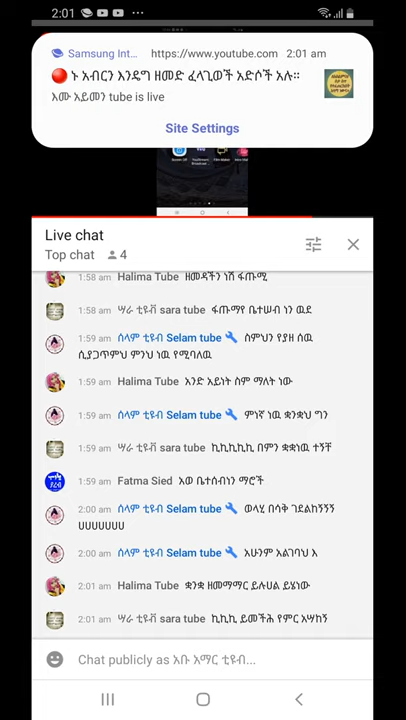 2:01
Samsung Int... https://www.youtube.com 2:01 am
🔴 ኑ አብርን እንዴግ ዘመድ ፈላጊወች አድሶች አሉ።
እሙ አይመን tube is live
Site Settings
Live chat
Top chat 4
1:58 am Halima Tube ዘመዳችን ነሽ ፋጡሚ
1:58 am ሣራ ቲዩብ sara tube ፋጡማየ ቤተሠብ ነን ዉደ
1:59 am ሰላም ቲዩብ Selam tube ስምህን የያዘ ሰዉ
ሲያጋጥምህ ምንህ ነዉ የሚባለዉ
1:59 am Halima Tube አንድ አይነት ስም ማለት ነው
1:59 am ሰላም ቲዩብ Selam tube ምነኛ ነዉ ቋንቋህ ግን
1:59 am ሣራ ቲዩብ sara tube ኪኪኪኪኪ በምን ቋቋነዉ ተኝቸ
1:59 am Fatma Sied አወ ቤተሰብነን ማሮች
2:00 am ሰላም ቲዩብ Selam tube ወላሂ በሳቅ ገደልከኝኝኝ
ሀሀሀሀሀሀሀ
2:00 am ሰላም ቲዩብ Selam tube አሁንም አልገባህ እ
2:01 am Halima Tube ቋንቋ ዘመማማር ይሉሀል ይሄነው
2:01 am ሣራ ቲዩብ sara tube ኪኪኪ ይመችሕ የምር አሣከኝ
Chat publicly as አቡ አማር ቲዩብ...